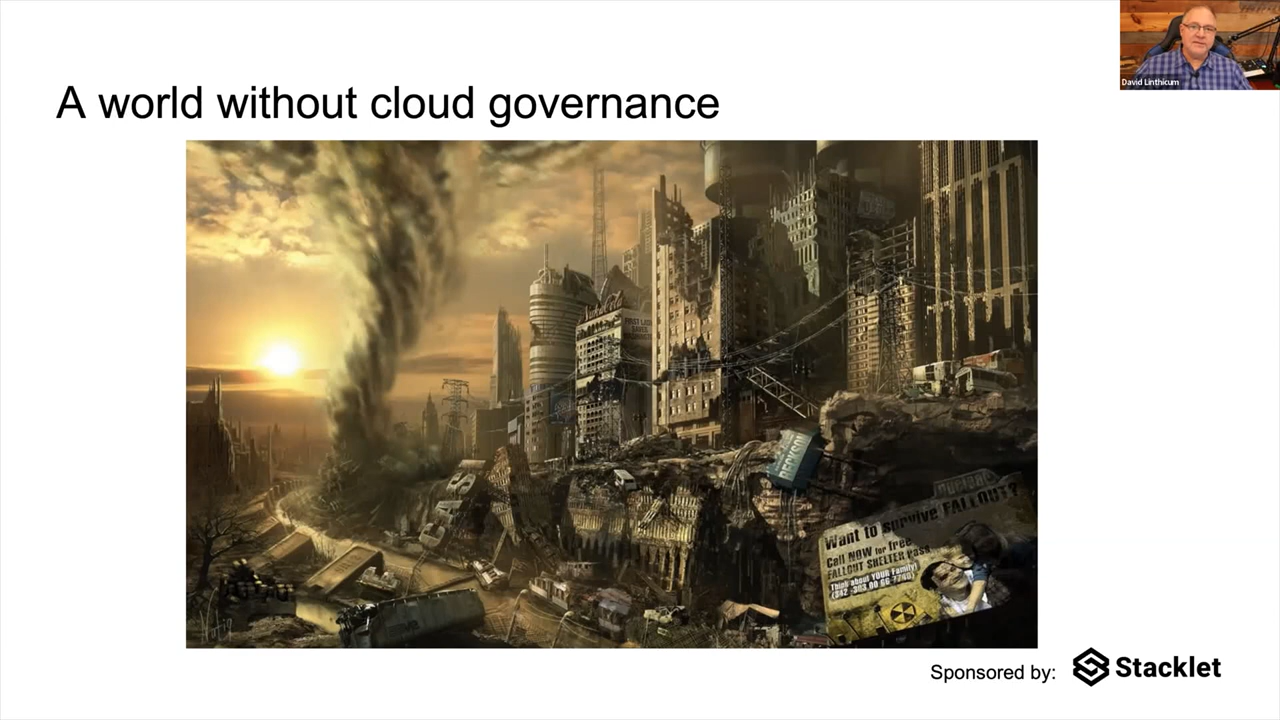 David Linthicum
A world without cloud governance
Want to survive FALLOUT?
Call NOW for free
FALLOUT SHELTER pass
Think about YOUR Family!
Sponsored by: Stacklet